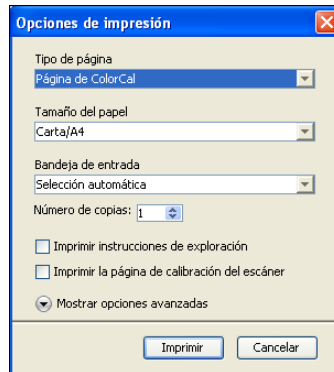 Opciones de impresión
Tipo de página
Página de ColorCal
Tamaño del papel
Carta/A4
Bandeja de entrada
Selección automática
Número de copias: 1
Imprimir instrucciones de exploración
Imprimir la página de calibración del escáner
Mostrar opciones avanzadas
Imprimir Cancelar